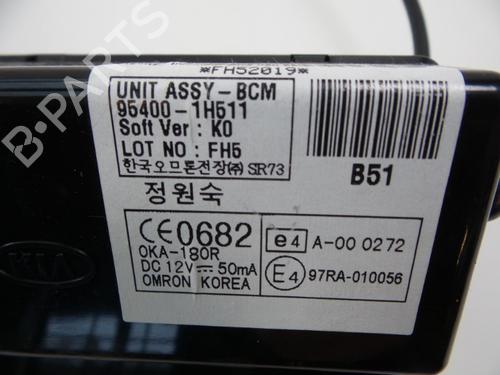 *FH52019*
UNIT ASSY-BCM
95400-1H511
Soft Ver : K0
LOT NO : FH5
한국오므론전장㈜ SIR73
B51
정원숙
CE0682
e4 A-00 0272
OKA-180R
DC 12V 50mA
E4 97RA-010056
OMRON KOREA
KIA
B-PARTS